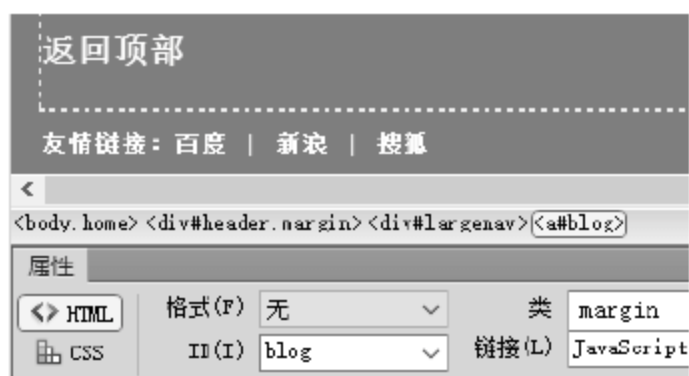 返回顶部
友情链接：百度 | 新浪 | 搜狐
<body.home><div#header.margin><div#largenav><a#blog>
属性
<> HTML 格式(F) 无 类 margin
CSS ID(I) blog 链接(L) JavaScript